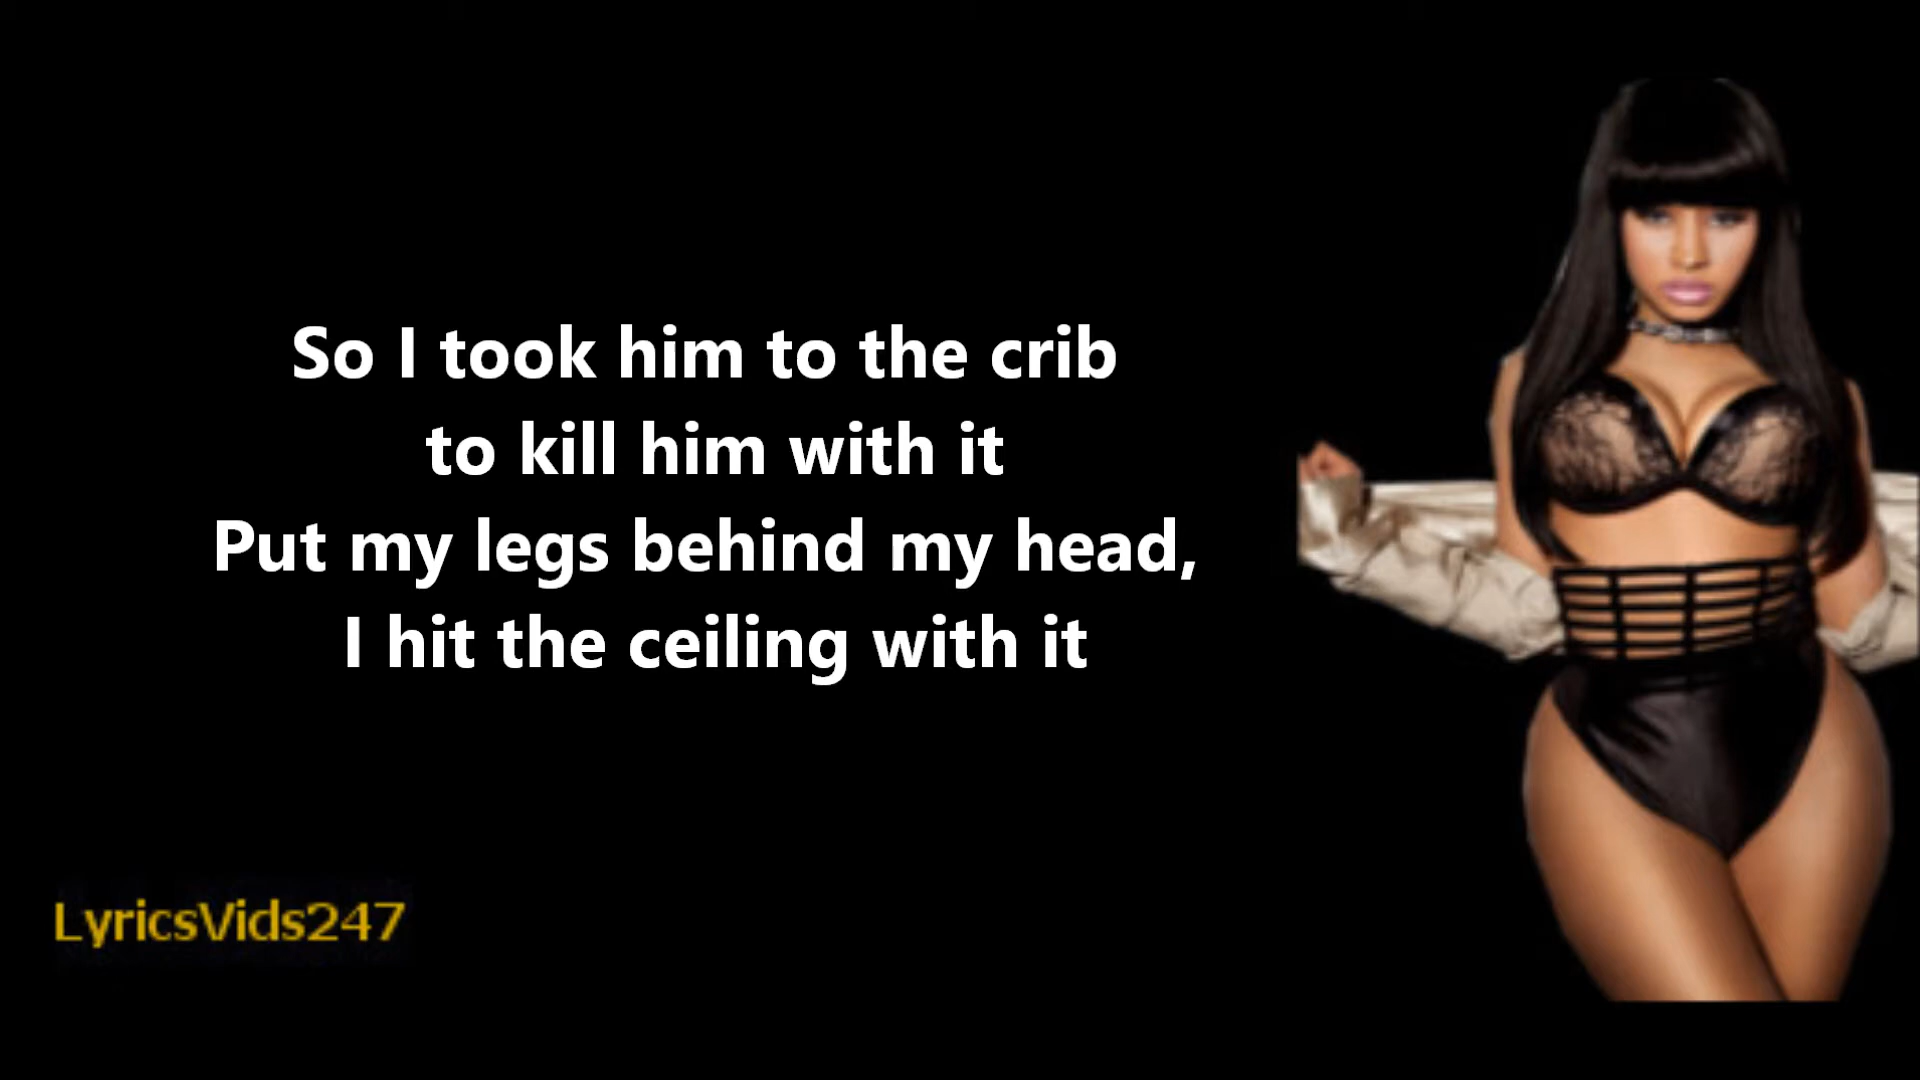 So I took him to the crib
to kill him with it
Put my legs behind my head,
I hit the ceiling with it
LyricsVids247